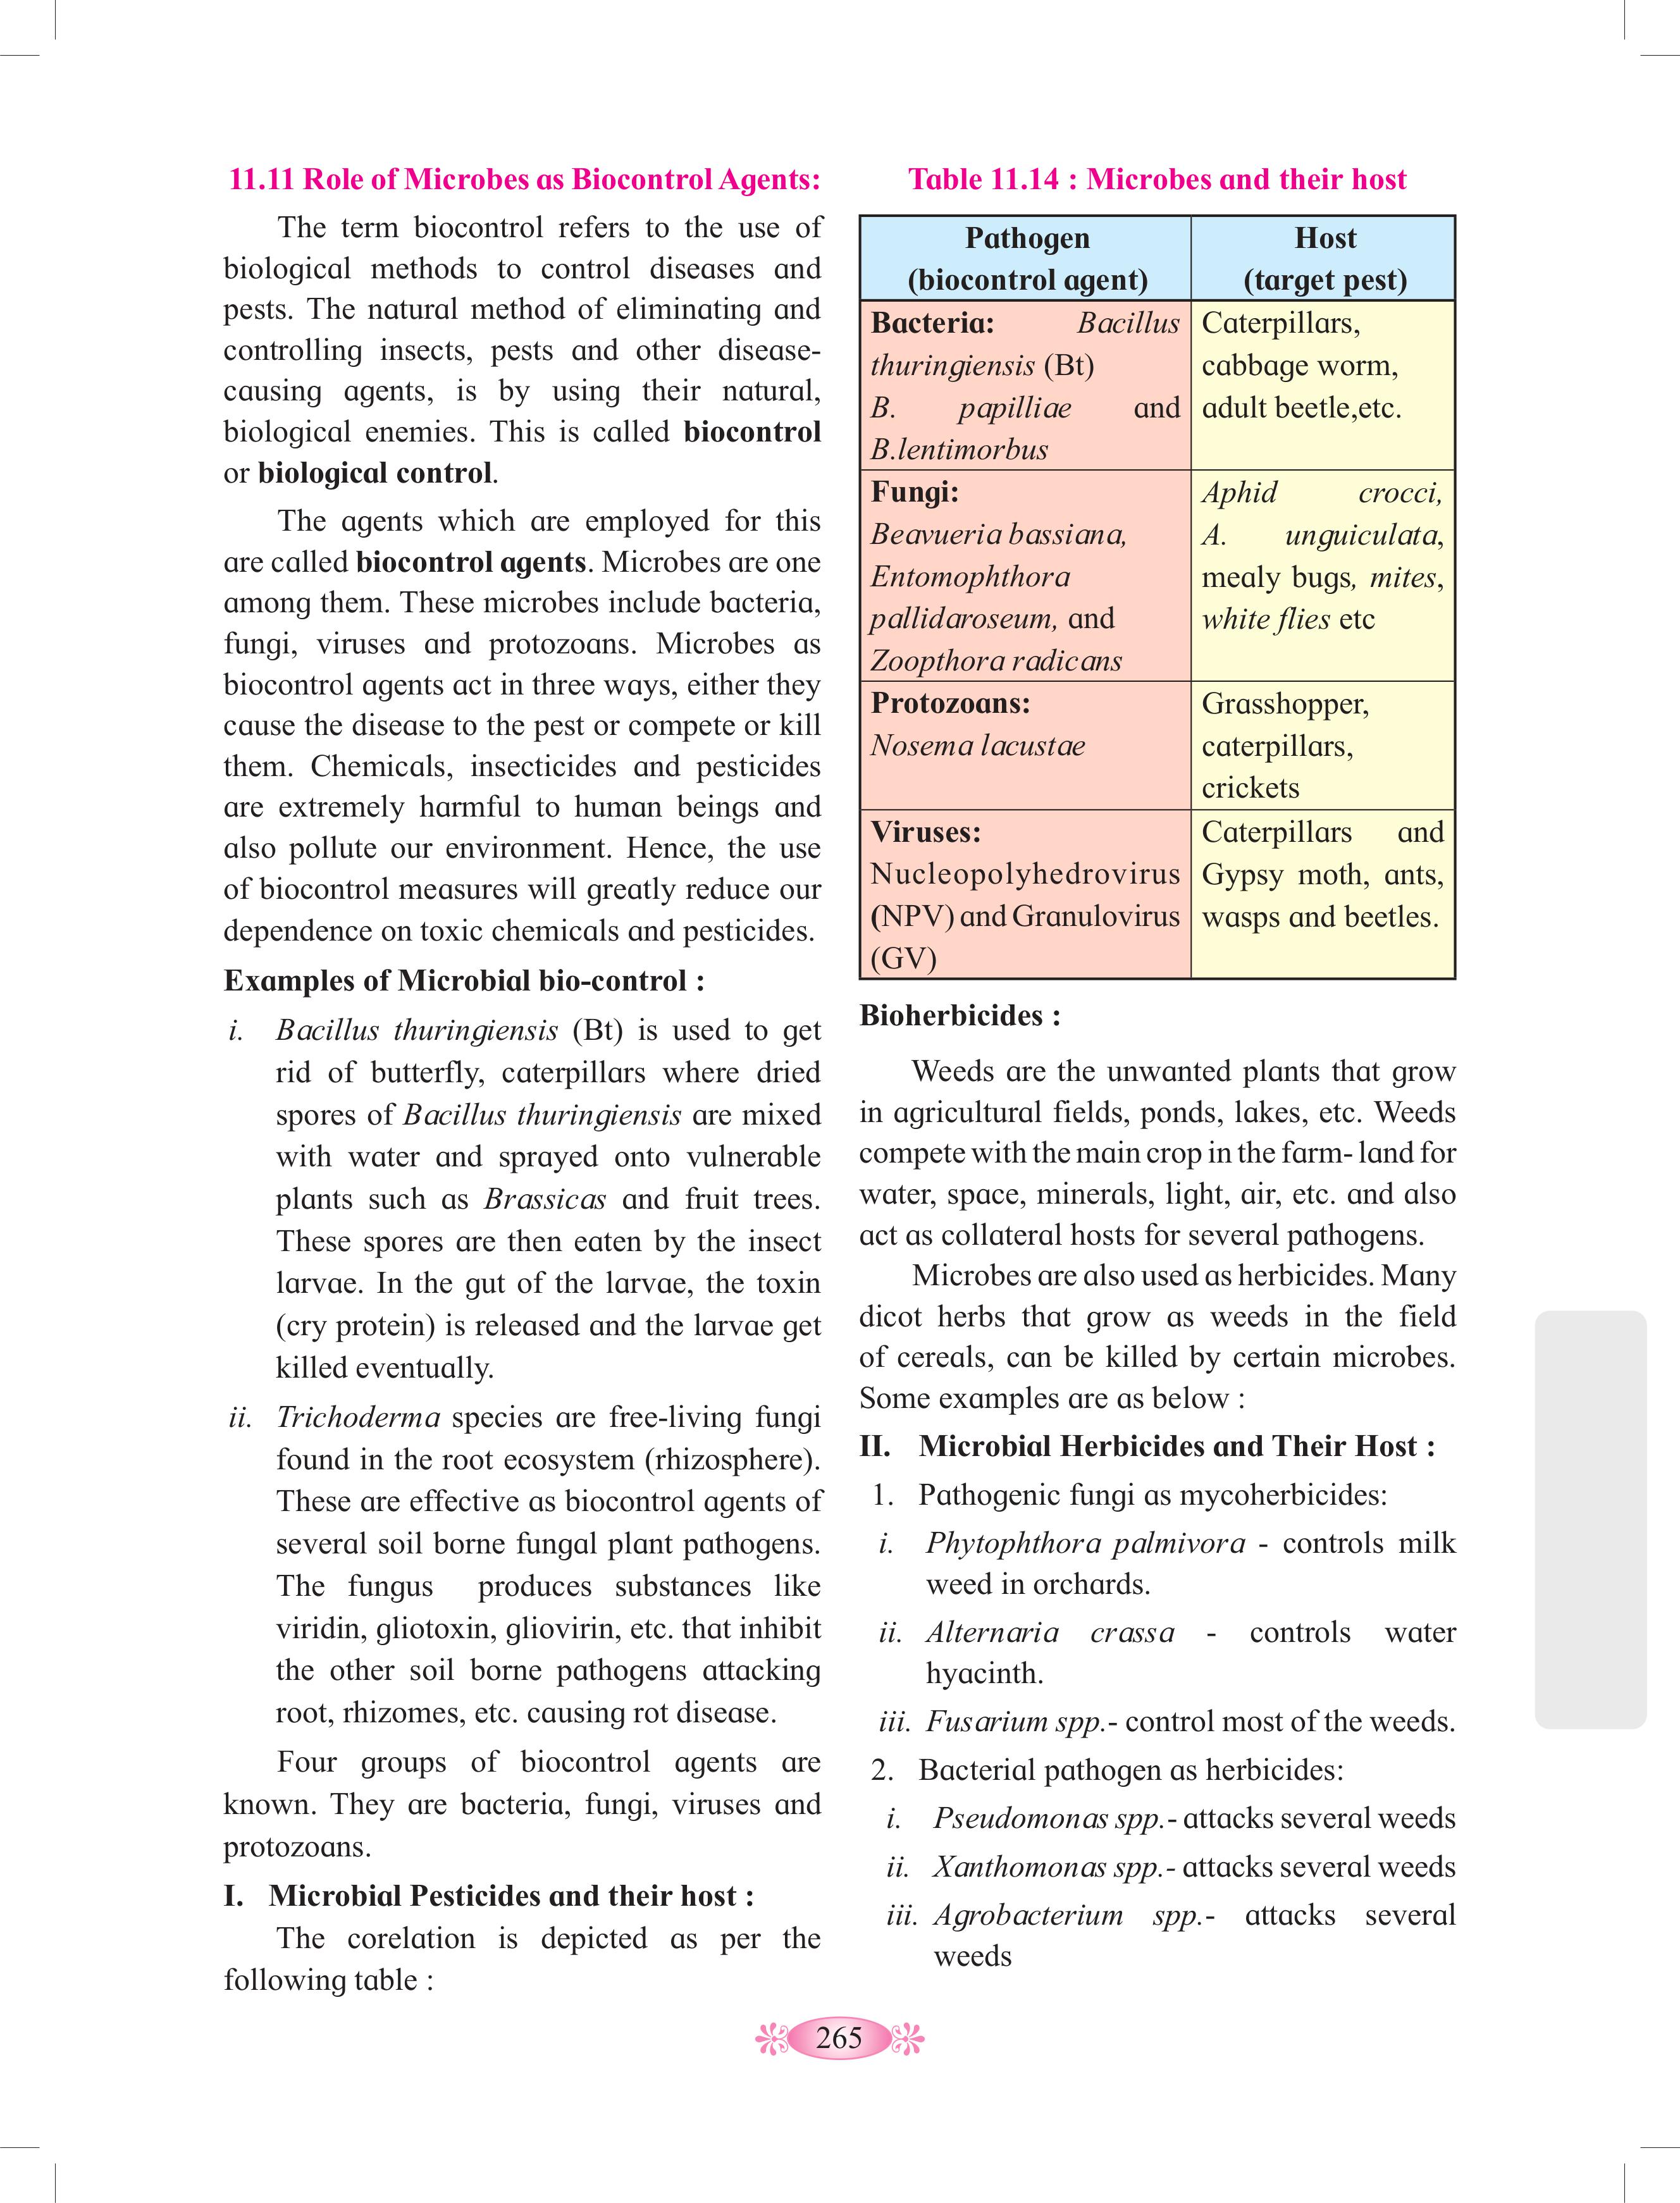 11.11 Role of Microbes as Biocontrol Agents:
The term biocontrol refers to the use of
biological methods to control diseases and
pests. The natural method of eliminating and
controlling insects, pests and other disease-
causing agents, is by using their natural,
biological enemies. This is called biocontrol
or biological control.
The agents which are employed for this
are called biocontrol agents. Microbes are one
among them. These microbes include bacteria,
fungi, viruses and protozoans. Microbes as
biocontrol agents act in three ways, either they
cause the disease to the pest or compete or kill
them. Chemicals, insecticides and pesticides
are extremely harmful to human beings and
also pollute our environment. Hence, the use
of biocontrol measures will greatly reduce our
dependence on toxic chemicals and pesticides.
Examples of Microbial bio-control :
i. Bacillus thuringiensis (Bt) is used to get
rid of butterfly, caterpillars where dried
spores of Bacillus thuringiensis are mixed
with water and sprayed onto vulnerable
plants such as Brassicas and fruit trees.
These spores are then eaten by the insect
larvae. In the gut of the larvae, the toxin
(cry protein) is released and the larvae get
killed eventually.
ii. Trichoderma species are free-living fungi
found in the root ecosystem (rhizosphere).
These are effective as biocontrol agents of
several soil borne fungal plant pathogens.
The fungus produces substances like
viridin, gliotoxin, gliovirin, etc. that inhibit
the other soil borne pathogens attacking
root, rhizomes, etc. causing rot disease.
Four groups of biocontrol agents are
known. They are bacteria, fungi, viruses and
protozoans.
I. Microbial Pesticides and their host :
The corelation is depicted as per the
following table :
Table 11.14 : Microbes and their host
Pathogen
(biocontrol agent)
Host
(target pest)
Bacteria: Bacillus
thuringiensis (Bt)
B. papilliae and
B.lentimorbus
Caterpillars,
cabbage worm,
adult beetle,etc.
Fungi:
Beavueria bassiana,
Entomophthora
pallidaroseum, and
Zoopthora radicans
Aphid crocci,
A. unguiculata,
mealy bugs, mites,
white flies etc
Protozoans:
Nosema lacustae
Grasshopper,
caterpillars,
crickets
Viruses:
Nucleopolyhedrovirus
(NPV) and Granulovirus
(GV)
Caterpillars and
Gypsy moth, ants,
wasps and beetles.
Bioherbicides :
Weeds are the unwanted plants that grow
in agricultural fields, ponds, lakes, etc. Weeds
compete with the main crop in the farm- land for
water, space, minerals, light, air, etc. and also
act as collateral hosts for several pathogens.
Microbes are also used as herbicides. Many
dicot herbs that grow as weeds in the field
of cereals, can be killed by certain microbes.
Some examples are as below :
II. Microbial Herbicides and Their Host :
1. Pathogenic fungi as mycoherbicides:
i. Phytophthora palmivora - controls milk
weed in orchards.
ii. Alternaria crassa - controls water
hyacinth.
iii. Fusarium spp.- control most of the weeds.
2. Bacterial pathogen as herbicides:
i. Pseudomonas spp.- attacks several weeds
ii. Xanthomonas spp.- attacks several weeds
iii. Agrobacterium spp.- attacks several
weeds
265